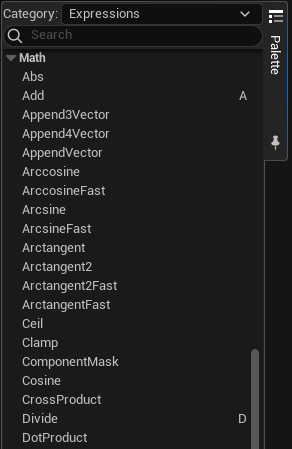 Category: Expressions
Search
Math
Abs
Add A
Append3Vector
Append4Vector
AppendVector
Arccosine
ArccosineFast
Arcsine
ArcsineFast
Arctangent
Arctangent2
Arctangent2Fast
ArctangentFast
Ceil
Clamp
ComponentMask
Cosine
CrossProduct
Divide D
DotProduct
Palette